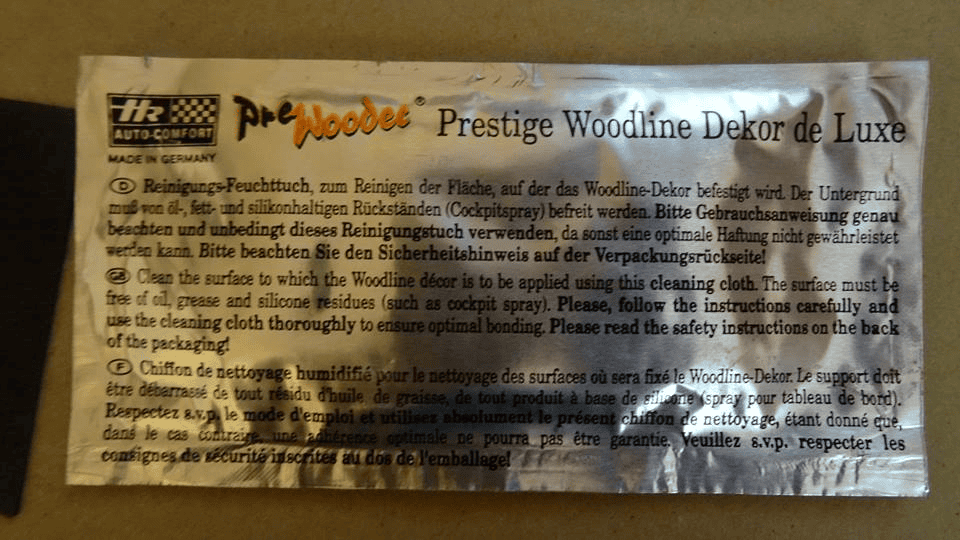 HR
AUTO-COMFORT
MADE IN GERMANY
Pre Woodec® Prestige Woodline Dekor de Luxe
D Reinigungs-Feuchttuch, zum Reinigen der Fläche, auf der das Woodline-Dekor befestigt wird. Der Untergrund
muß von öl-, fett- und silikonhaltigen Rückständen (Cockpitspray) befreit werden. Bitte Gebrauchsanweisung genau
beachten und unbedingt dieses Reinigungstuch verwenden, da sonst eine optimale Haftung nicht gewährleistet
werden kann. Bitte beachten Sie den Sicherheitshinweis auf der Verpackungsrückseite!
GB Clean the surface to which the Woodline décor is to be applied using this cleaning cloth. The surface must be
free of oil, grease and silicone residues (such as cockpit spray). Please, follow the instructions carefully and
use the cleaning cloth thoroughly to ensure optimal bonding. Please read the safety instructions on the back
of the packaging!
F Chiffon de nettoyage humidifié pour le nettoyage des surfaces où sera fixé le Woodline-Dekor. Le support doit
être débarrassé de tout résidu d'huile, de graisse, de tout produit à base de silicone (spray pour tableau de bord).
Respectez s.v.p. le mode d'emploi et utilisez absolument le présent chiffon de nettoyage, étant donné que,
dans le cas contraire, une adhérence optimale ne pourra pas être garantie. Veuillez s.v.p. respecter les
consignes de sécurité inscrites au dos de l'emballage!